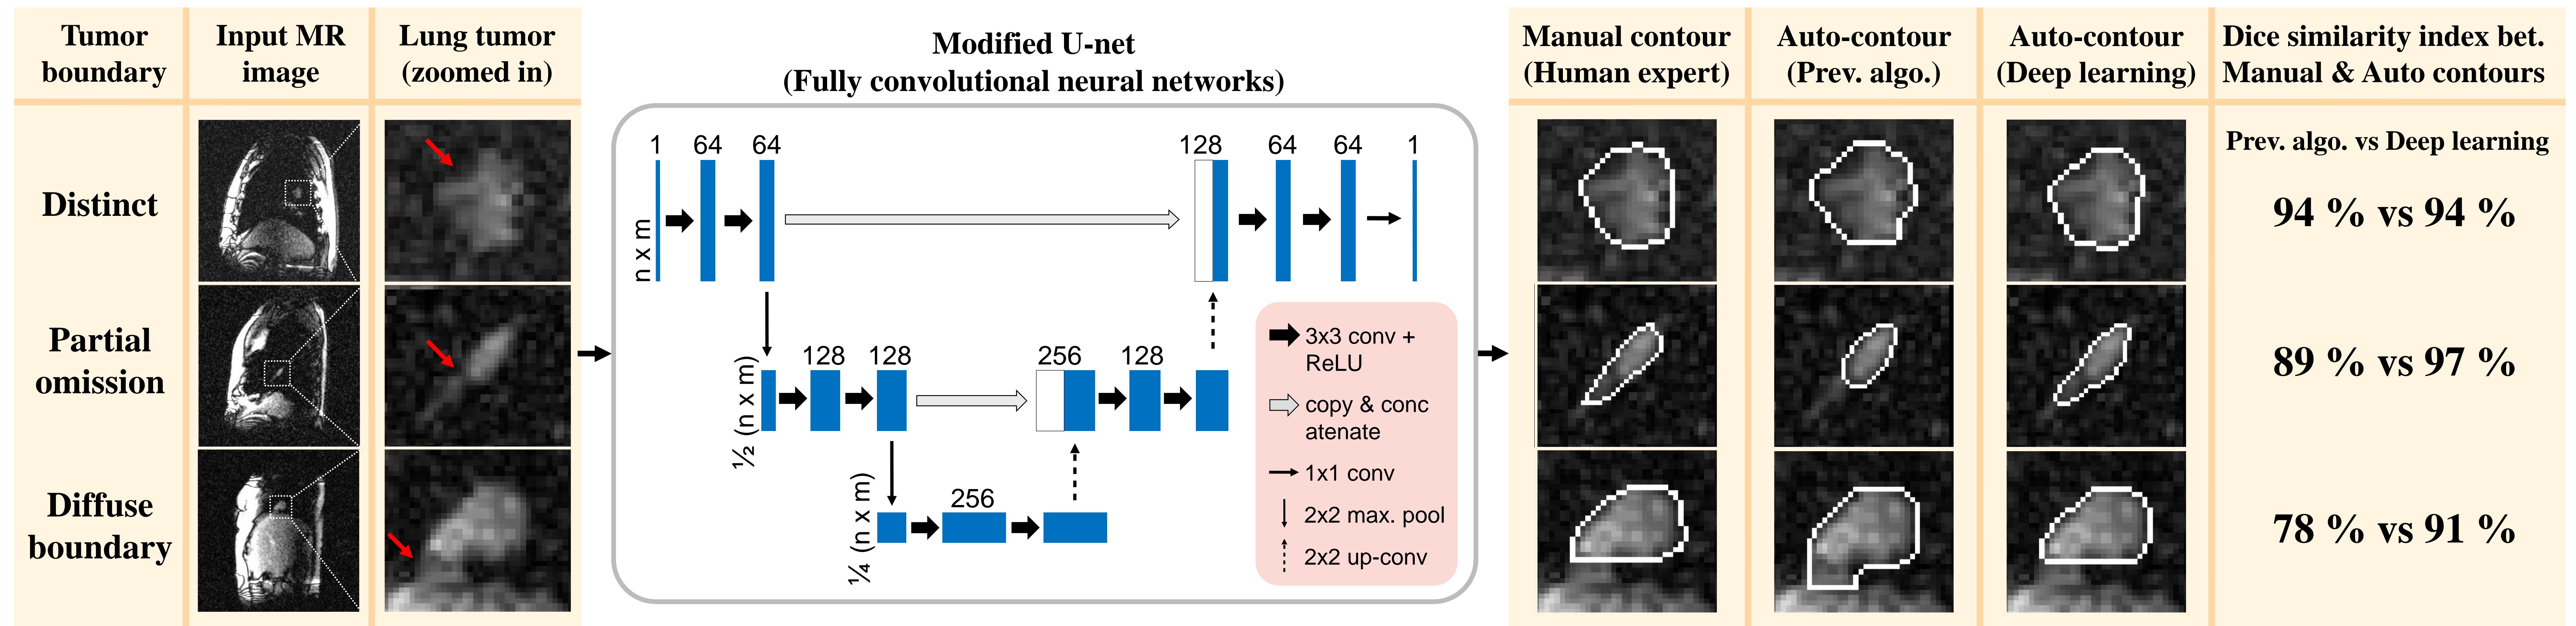 Tumor
boundary
Input MR
image
Lung tumor
(zoomed in)
Distinct
Partial
omission
Diffuse
boundary
Modified U-net
(Fully convolutional neural networks)
1
64
64
128
64
64
1
n x m
128
128
256
128
½ (n x m)
256
¼ (n x m)
3x3 conv +
ReLU
copy & conc
atenate
1x1 conv
2x2 max. pool
2x2 up-conv
Manual contour
(Human expert)
Auto-contour
(Prev. algo.)
Auto-contour
(Deep learning)
Dice similarity index bet.
Manual & Auto contours
Prev. algo. vs Deep learning
94 % vs 94 %
89 % vs 97 %
78 % vs 91 %